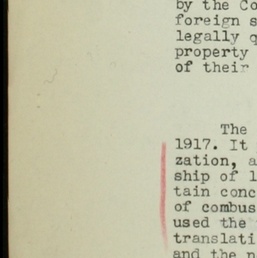 by the Co
foreign s
legally q
property
of their
The
1917. It
zation, a
ship of l
tain conc
of combus
used the
translati
and the n